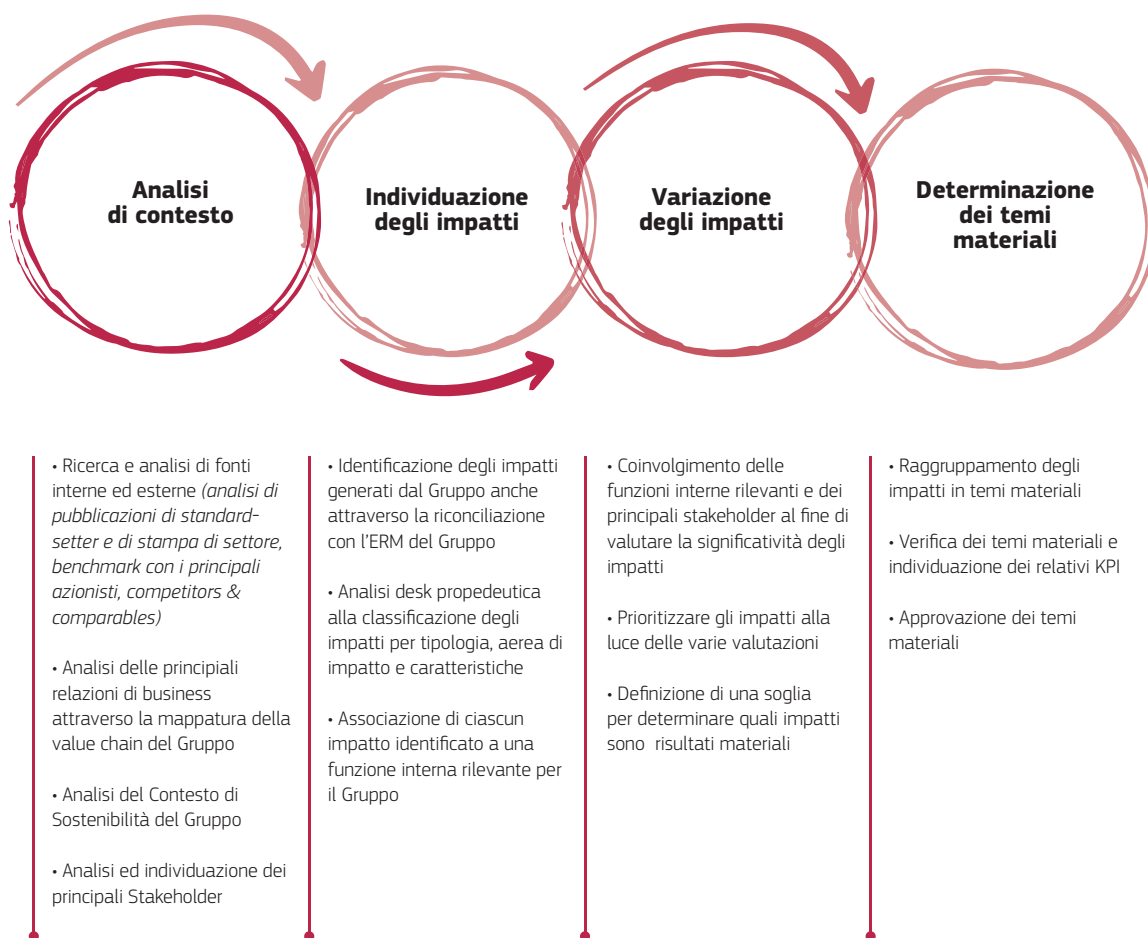 Analisi
di contesto
Individuazione
degli impatti
Variazione
degli impatti
Determinazione
dei temi
materiali
• Ricerca e analisi di fonti
interne ed esterne (analisi di
pubblicazioni di standard-
setter e di stampa di settore,
benchmark con i principali
azionisti, competitors &
comparables)
• Analisi delle principiali
relazioni di business
attraverso la mappatura della
value chain del Gruppo
• Analisi del Contesto di
Sostenibilità del Gruppo
• Analisi ed individuazione dei
principali Stakeholder
• Identificazione degli impatti
generati dal Gruppo anche
attraverso la riconciliazione
con l’ERM del Gruppo
• Analisi desk propedeutica
alla classificazione degli
impatti per tipologia, aerea di
impatto e caratteristiche
• Associazione di ciascun
impatto identificato a una
funzione interna rilevante per
il Gruppo
• Coinvolgimento delle
funzioni interne rilevanti e dei
principali stakeholder al fine di
valutare la significatività degli
impatti
• Prioritizzare gli impatti alla
luce delle varie valutazioni
• Definizione di una soglia
per determinare quali impatti
sono risultati materiali
• Raggruppamento degli
impatti in temi materiali
• Verifica dei temi materiali e
individuazione dei relativi KPI
• Approvazione dei temi
materiali